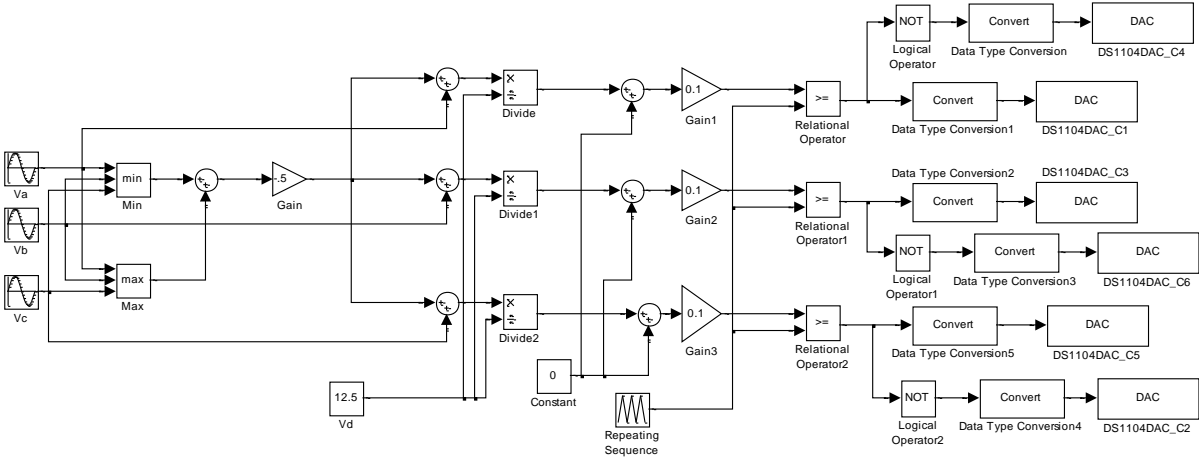 NOT
Logical
Operator
Convert
Data Type Conversion
DAC
DS1104DAC_C4
Divide
0.1
Gain1
>=
Relational
Operator
Convert
Data Type Conversion1
DAC
DS1104DAC_C1
Va
min
Min
-.5
Gain
Divide1
0.1
Gain2
>=
Relational
Operator1
Data Type Conversion2
Convert
DS1104DAC_C3
DAC
Vb
NOT
Logical
Operator1
Convert
Data Type Conversion3
DAC
DS1104DAC_C6
Vc
max
Max
Divide2
0.1
Gain3
>=
Relational
Operator2
Convert
Data Type Conversion5
DAC
DS1104DAC_C5
12.5
Vd
0
Constant
Repeating
Sequence
NOT
Logical
Operator2
Convert
Data Type Conversion4
DAC
DS1104DAC_C2